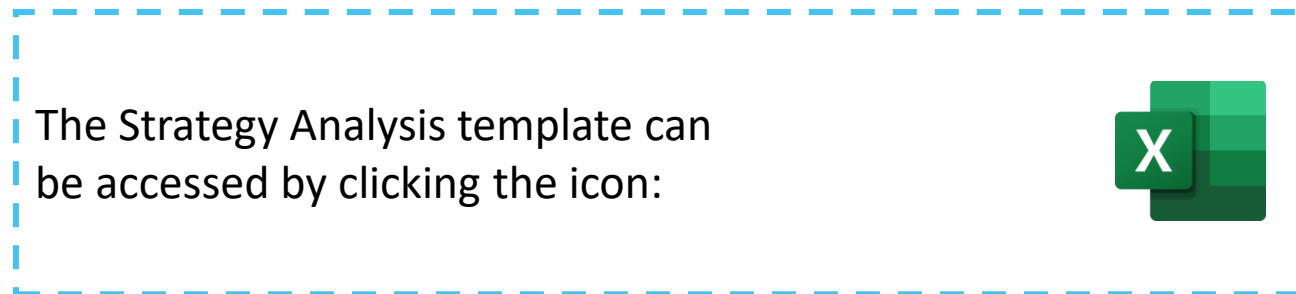 The Strategy Analysis template can
be accessed by clicking the icon:
X